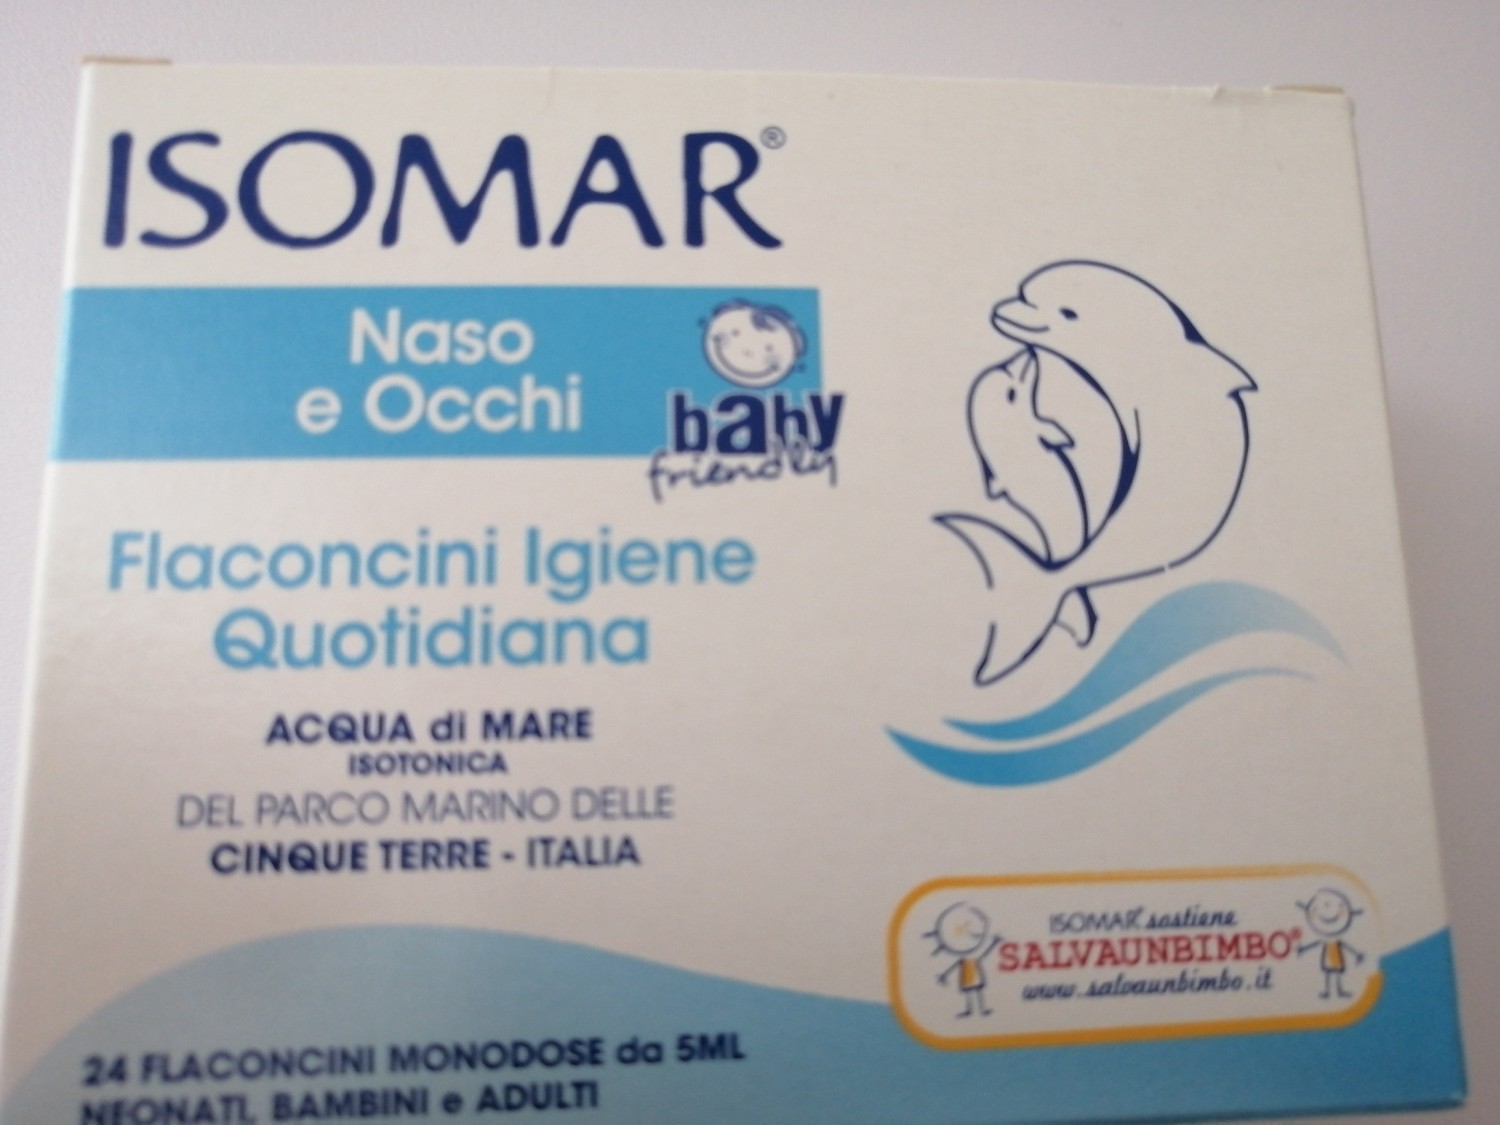 ISOMAR®
Naso
e Occhi
baby
friendly
Flaconcini Igiene
Quotidiana
ACQUA di MARE
ISOTONICA
DEL PARCO MARINO DELLE
CINQUE TERRE - ITALIA
ISOMAR® sostiene
SALVAUNBIMBO®
www.salvaunbimbo.it
24 FLACONCINI MONODOSE da 5ML
NEONATI, BAMBINI e ADULTI